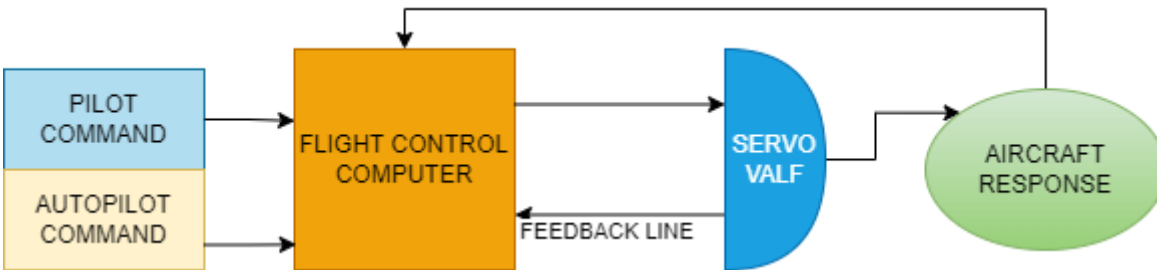 PILOT
COMMAND
AUTOPILOT
COMMAND
FLIGHT CONTROL
COMPUTER
FEEDBACK LINE
SERVO
VALF
AIRCRAFT
RESPONSE